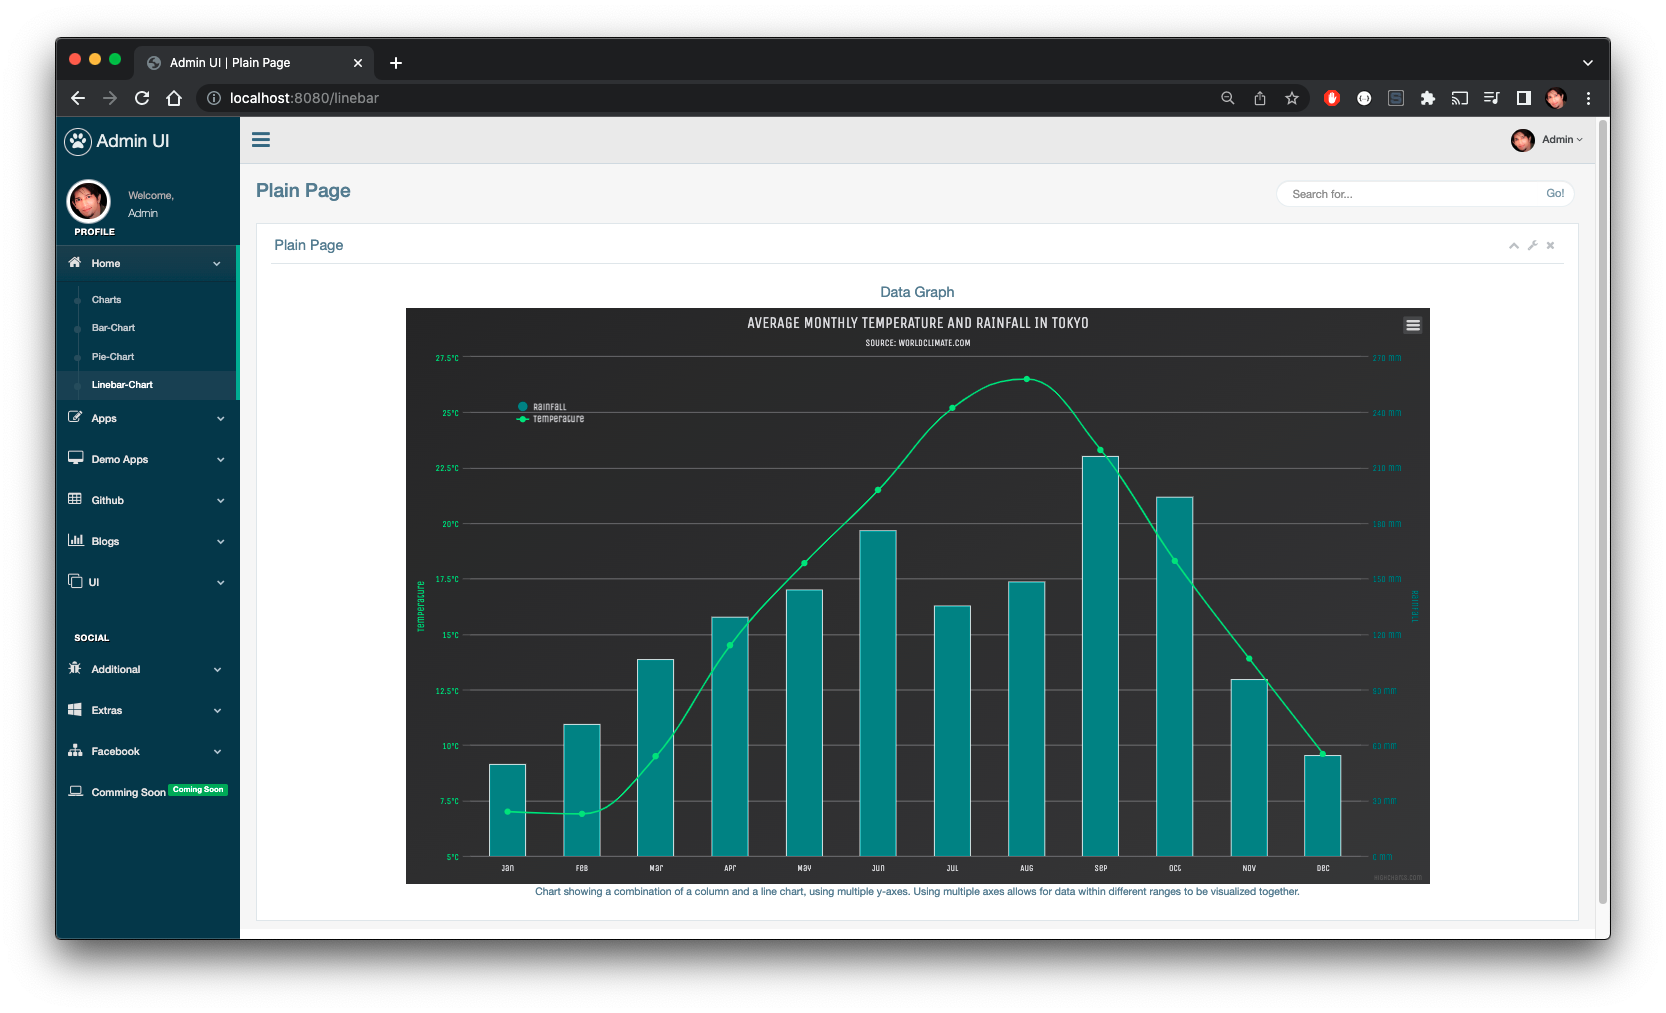 Admin UI | Plain Page
localhost:8080/linebar
Admin UI
Welcome,
Admin
PROFILE
Home
Charts
Bar-Chart
Pie-Chart
Linebar-Chart
Apps
Demo Apps
Github
Blogs
UI
SOCIAL
Additional
Extras
Facebook
Comming Soon Coming Soon
Admin
Plain Page
Search for... Go!
Plain Page
Data Graph
AVERAGE MONTHLY TEMPERATURE AND RAINFALL IN TOKYO
SOURCE: WORLDCLIMATE.COM
Rainfall
Temperature
Temperature
27.5°C
25°C
22.5°C
20°C
17.5°C
15°C
12.5°C
10°C
7.5°C
5°C
270 mm
240 mm
210 mm
180 mm
150 mm
120 mm
90 mm
60 mm
30 mm
0 mm
Rainfall
Jan Feb Mar Apr May Jun Jul Aug Sep Oct Nov Dec
Highcharts.com
Chart showing a combination of a column and a line chart, using multiple y-axes. Using multiple axes allows for data within different ranges to be visualized together.